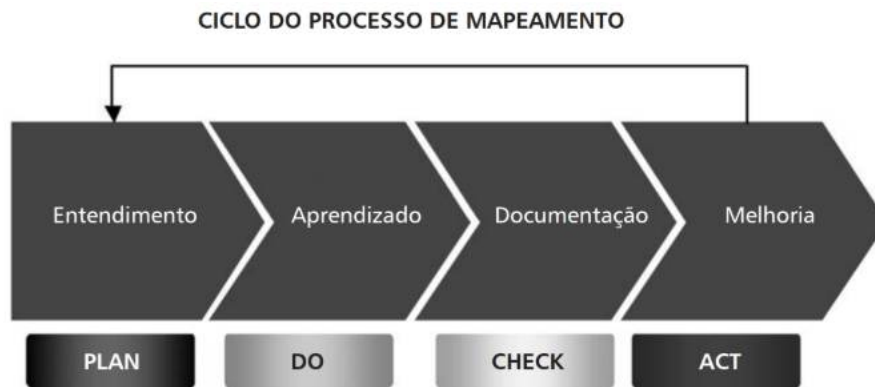 CICLO DO PROCESSO DE MAPEAMENTO
Entendimento
Aprendizado
Documentação
Melhoria
PLAN
DO
CHECK
ACT